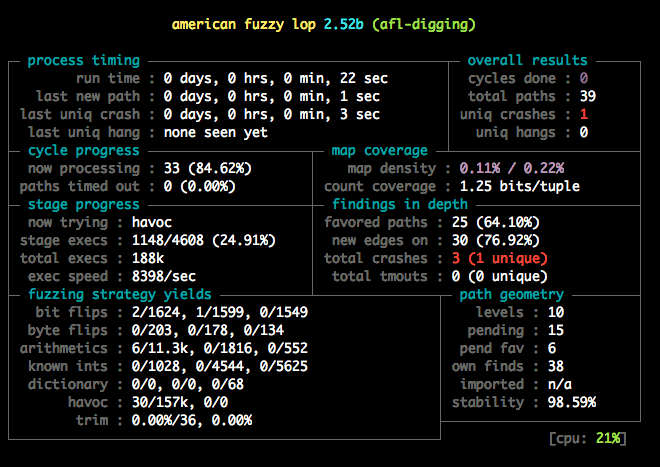 american fuzzy lop 2.52b (afl-digging)
process timing overall results
run time : 0 days, 0 hrs, 0 min, 22 sec cycles done : 0
last new path : 0 days, 0 hrs, 0 min, 1 sec total paths : 39
last uniq crash : 0 days, 0 hrs, 0 min, 3 sec uniq crashes : 1
last uniq hang : none seen yet uniq hangs : 0
cycle progress map coverage
now processing : 33 (84.62%) map density : 0.11% / 0.22%
paths timed out : 0 (0.00%) count coverage : 1.25 bits/tuple
stage progress findings in depth
now trying : havoc favored paths : 25 (64.10%)
stage execs : 1148/4608 (24.91%) new edges on : 30 (76.92%)
total execs : 188k total crashes : 3 (1 unique)
exec speed : 8398/sec total tmouts : 0 (0 unique)
fuzzing strategy yields path geometry
bit flips : 2/1624, 1/1599, 0/1549 levels : 10
byte flips : 0/203, 0/178, 0/134 pending : 15
arithmetics : 6/11.3k, 0/1816, 0/552 pend fav : 6
known ints : 0/1028, 0/4544, 0/5625 own finds : 38
dictionary : 0/0, 0/0, 0/68 imported : n/a
havoc : 30/157k, 0/0 stability : 98.59%
trim : 0.00%/36, 0.00%
[cpu: 21%]